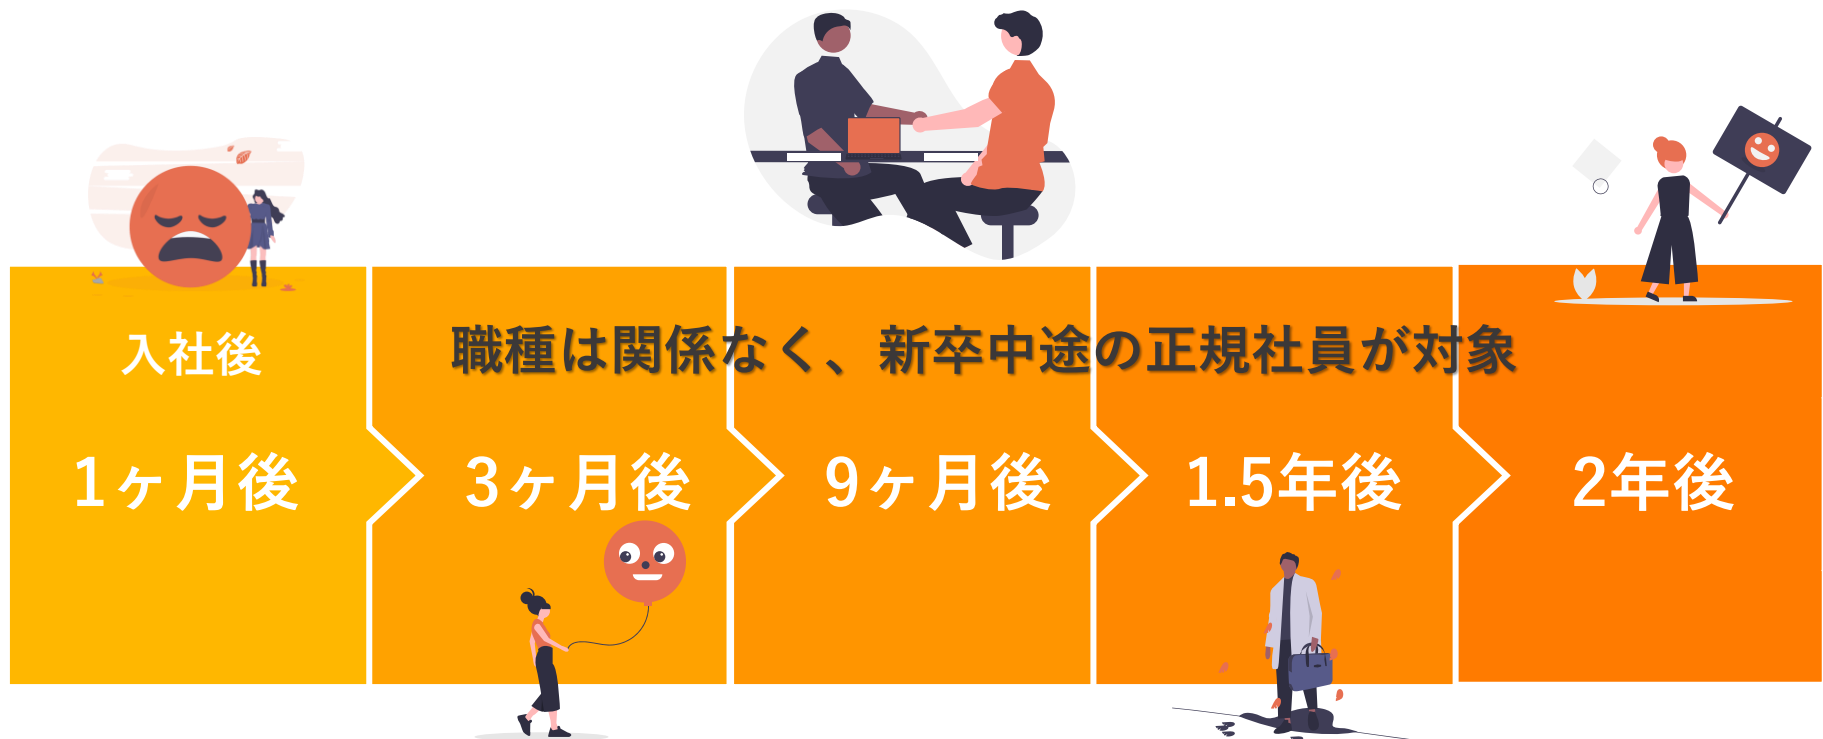 入社後
職種は関係なく、新卒中途の正規社員が対象
1ヶ月後
3ヶ月後
9ヶ月後
1.5年後
2年後